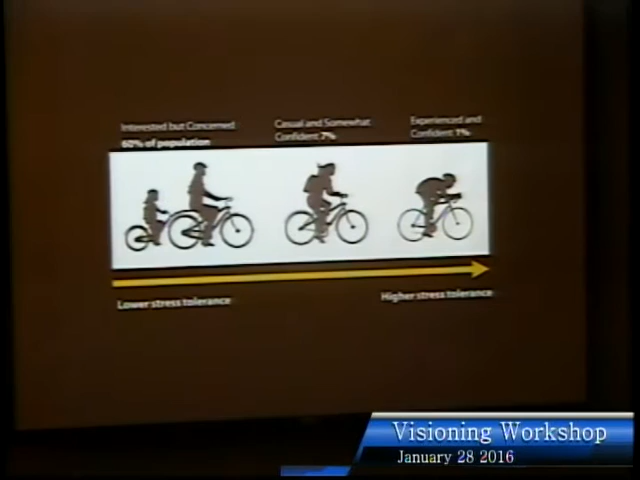 Interested but Concerned
60% of population
Casual and Somewhat
Confident 7%
Experienced and
Confident 1%
Lower stress tolerance
Higher stress tolerance
Visioning Workshop
January 28 2016